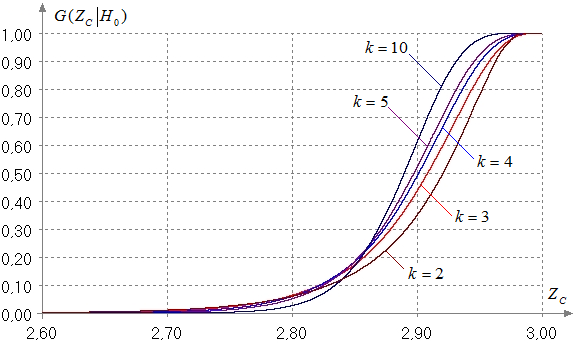 G(Z_C|H_0)
1,00
0,90
k = 10
0,80
k = 5
0,70
0,60
k = 4
0,50
0,40
k = 3
0,30
0,20
k = 2
0,10
Z_C
0,00
2,60 2,70 2,80 2,90 3,00